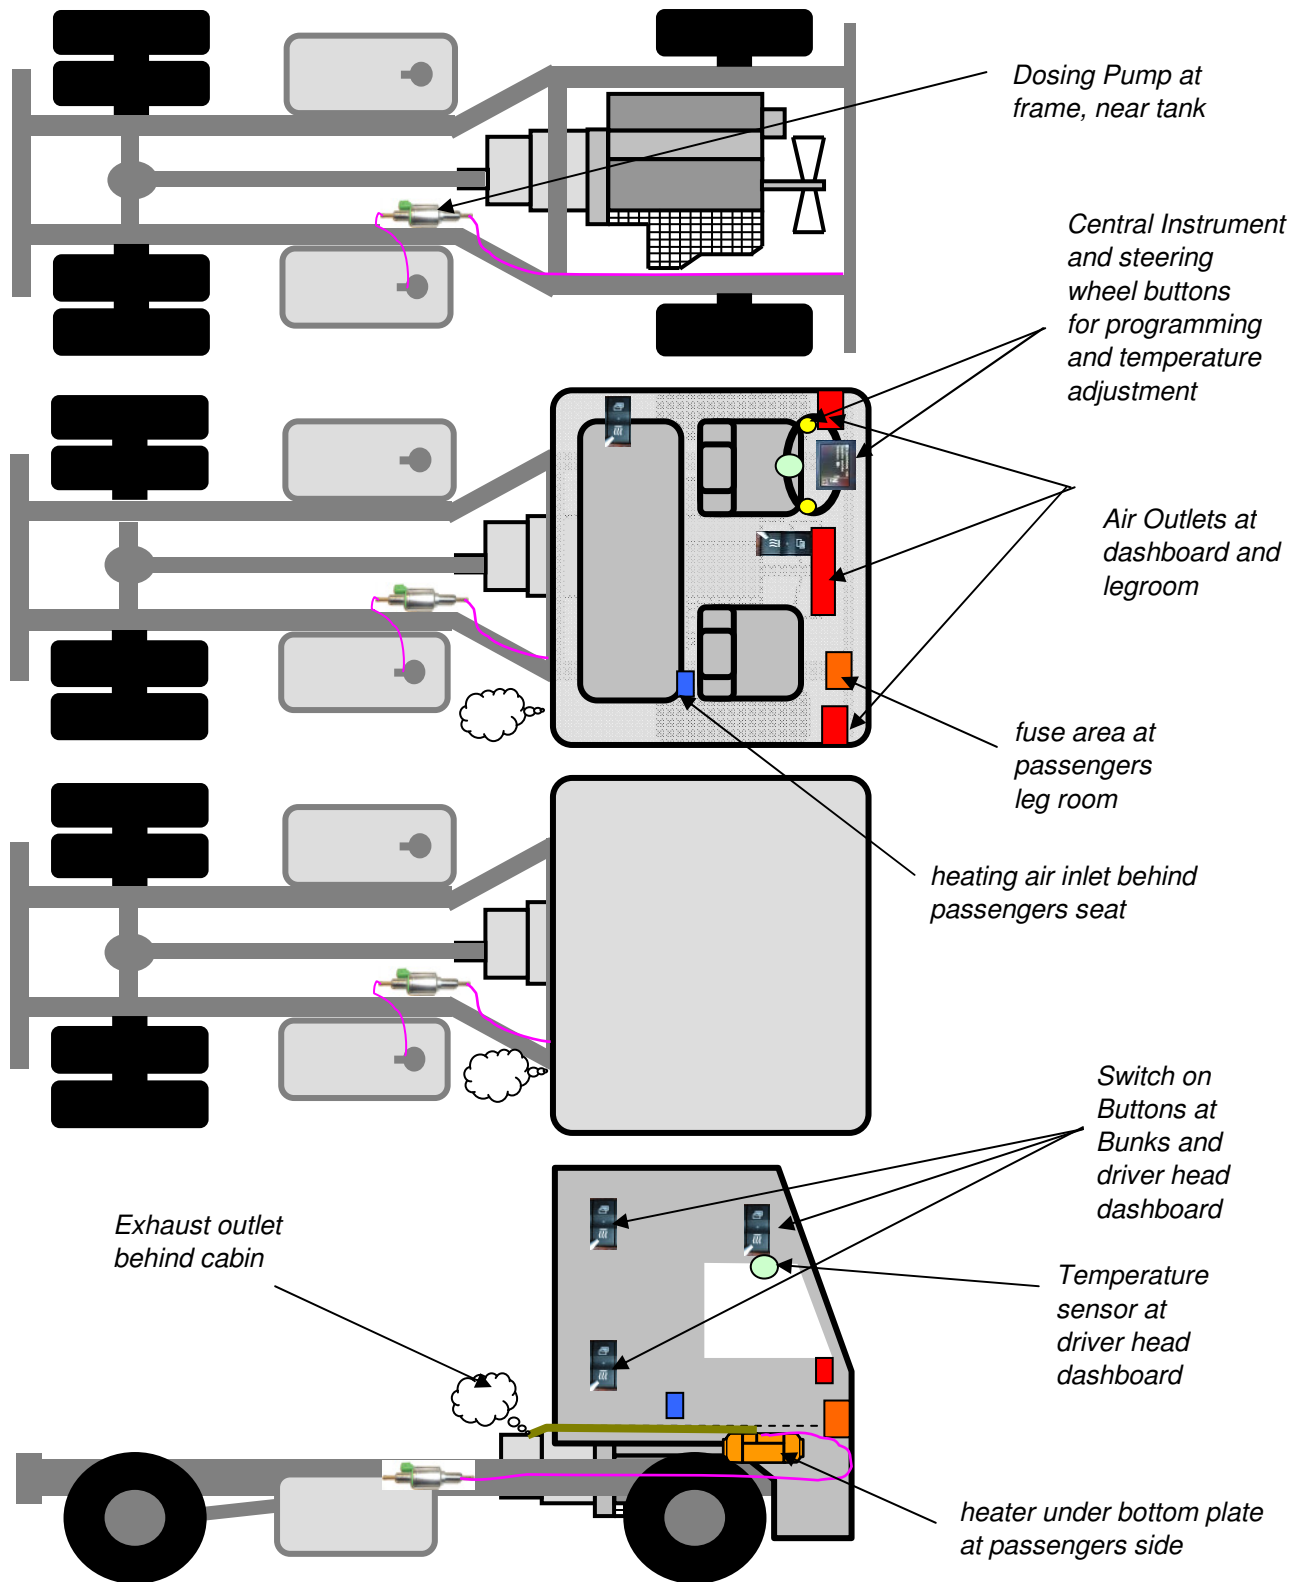 Dosing Pump at
frame, near tank
Central Instrument
and steering
wheel buttons
for programming
and temperature
adjustment
Air Outlets at
dashboard and
legroom
fuse area at
passengers
leg room
heating air inlet behind
passengers seat
Switch on
Buttons at
Bunks and
driver head
dashboard
Exhaust outlet
behind cabin
Temperature
sensor at
driver head
dashboard
heater under bottom plate
at passengers side